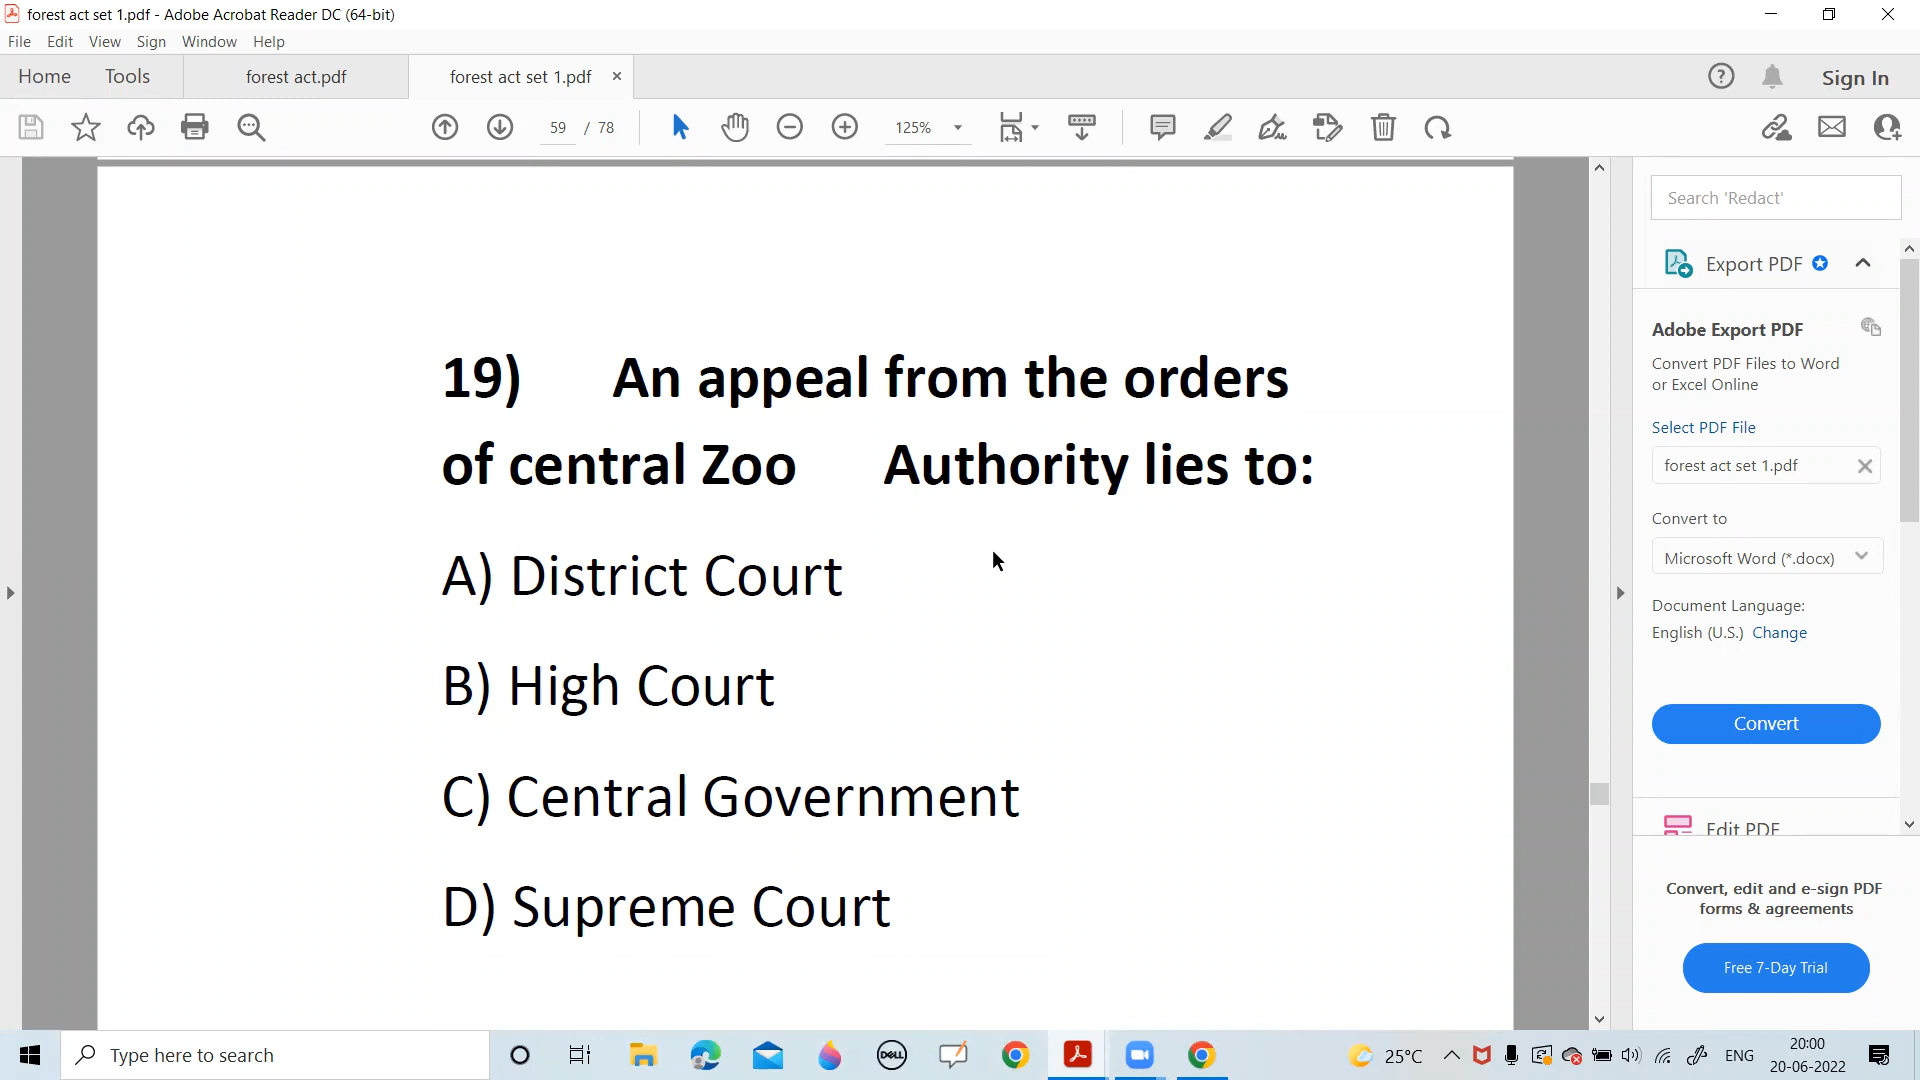 forest act set 1.pdf - Adobe Acrobat Reader DC (64-bit)
File Edit View Sign Window Help
Home Tools forest act.pdf forest act set 1.pdf × Sign In
59 / 78 125%
Search 'Redact'
Export PDF
Adobe Export PDF
Convert PDF Files to Word
or Excel Online
Select PDF File
forest act set 1.pdf
Convert to
Microsoft Word (*.docx)
Document Language:
English (U.S.) Change
Convert
Edit PDF
Convert, edit and e-sign PDF
forms & agreements
Free 7-Day Trial
19) An appeal from the orders
of central Zoo Authority lies to:
A) District Court
B) High Court
C) Central Government
D) Supreme Court
Type here to search
DELL
25°C
ENG
20:00
20-06-2022